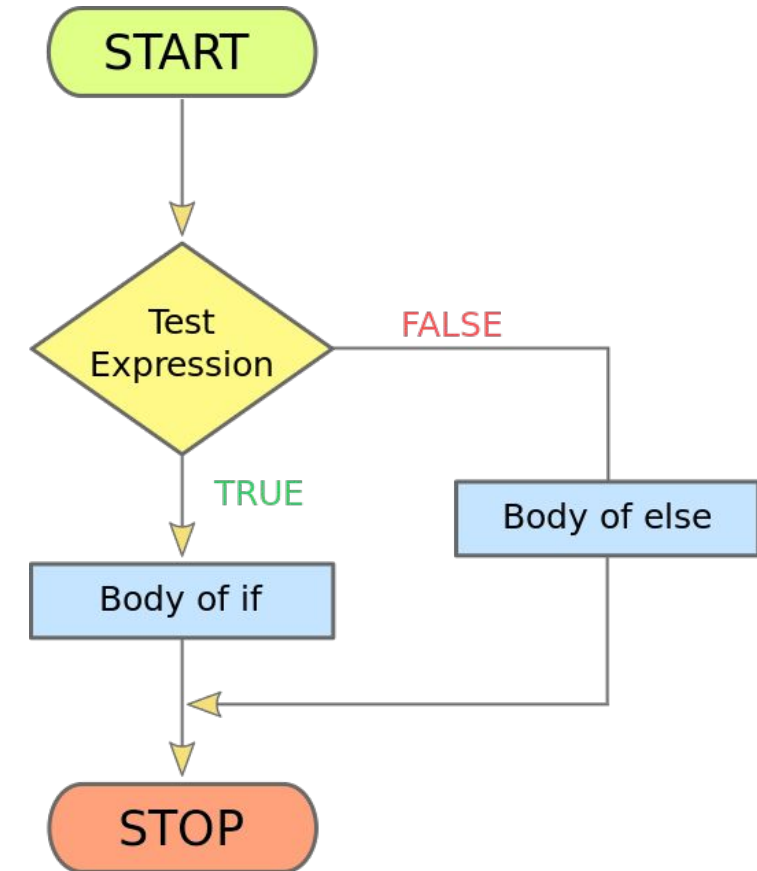 START
Test
Expression
FALSE
TRUE
Body of else
Body of if
STOP